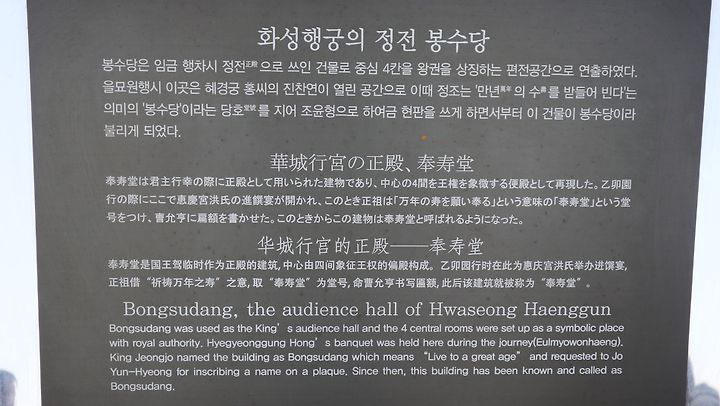 화성행궁의 정전 봉수당
봉수당은 임금 행차시 정전正殿으로 쓰인 건물로 중심 4칸을 왕권을 상징하는 편전공간으로 연출하였다.
을묘원행시 이곳은 혜경궁 홍씨의 진찬연이 열린 공간으로 이때 정조는 '만년萬年의 수壽를 받들어 빈다'는
의미의 '봉수당'이라는 당호堂號를 지어 조윤형으로 하여금 현판을 쓰게 하면서부터 이 건물이 봉수당이라
불리게 되었다.
華城行宮の正殿、奉寿堂
奉寿堂は君主行幸の際に正殿として用いられた建物であり、中心の4間を王権を象徴する便殿として再現した。乙卯園
行の際にここで恵慶宮洪氏の進饌宴が開かれ、このとき正祖は「万年の寿を願い奉る」という意味の「奉寿堂」という堂
号をつけ、曺允亨に扁額を書かせた。このときからこの建物は奉寿堂と呼ばれるようになった。
华城行宫的正殿——奉寿堂
奉寿堂是国王驾临时作为正殿的建筑，中心由四间象征王权的偏殿构成。乙卯园行时在此为惠庆宫洪氏举办进馔宴，
正祖借“祈祷万年之寿”之意，取“奉寿堂”为堂号，命曹允亨书写匾额，此后该建筑就被称为“奉寿堂”。
Bongsudang, the audience hall of Hwaseong Haenggun
Bongsudang was used as the King's audience hall and the 4 central rooms were set up as a symbolic place
with royal authority. Hyegyeonggung Hong's banquet was held here during the journey(Eulmyowonhaeng).
King Jeongjo named the building as Bongsudang which means “Live to a great age” and requested to Jo
Yun-Hyeong for inscribing a name on a plaque. Since then, this building has been known and called as
Bongsudang.